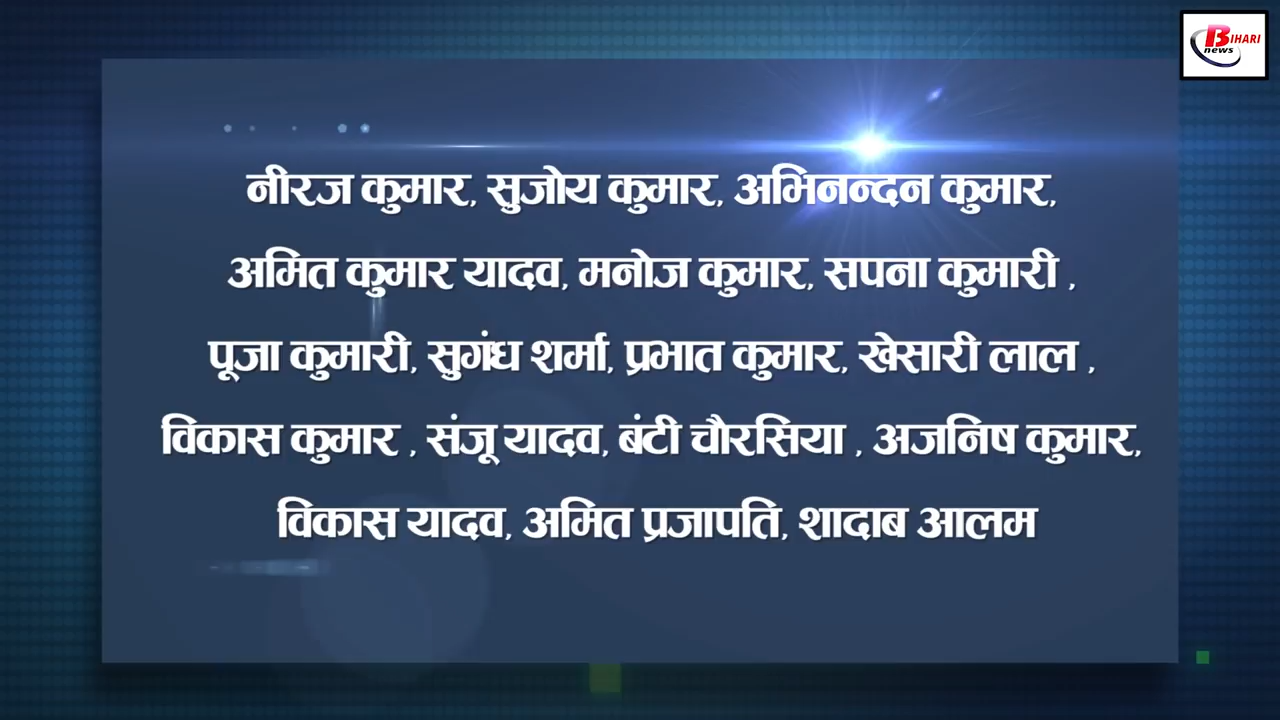 BIHARI
news
नीरज कुमार, सुजोय कुमार, अभिनन्दन कुमार,
अमित कुमार यादव, मनोज कुमार, सपना कुमारी ,
पूजा कुमारी, सुगंध शर्मा, प्रभात कुमार, खेसारी लाल ,
विकास कुमार , संजू यादव, बंटी चौरसिया , अजनिष कुमार,
विकास यादव, अमित प्रजापति, शादाब आलम